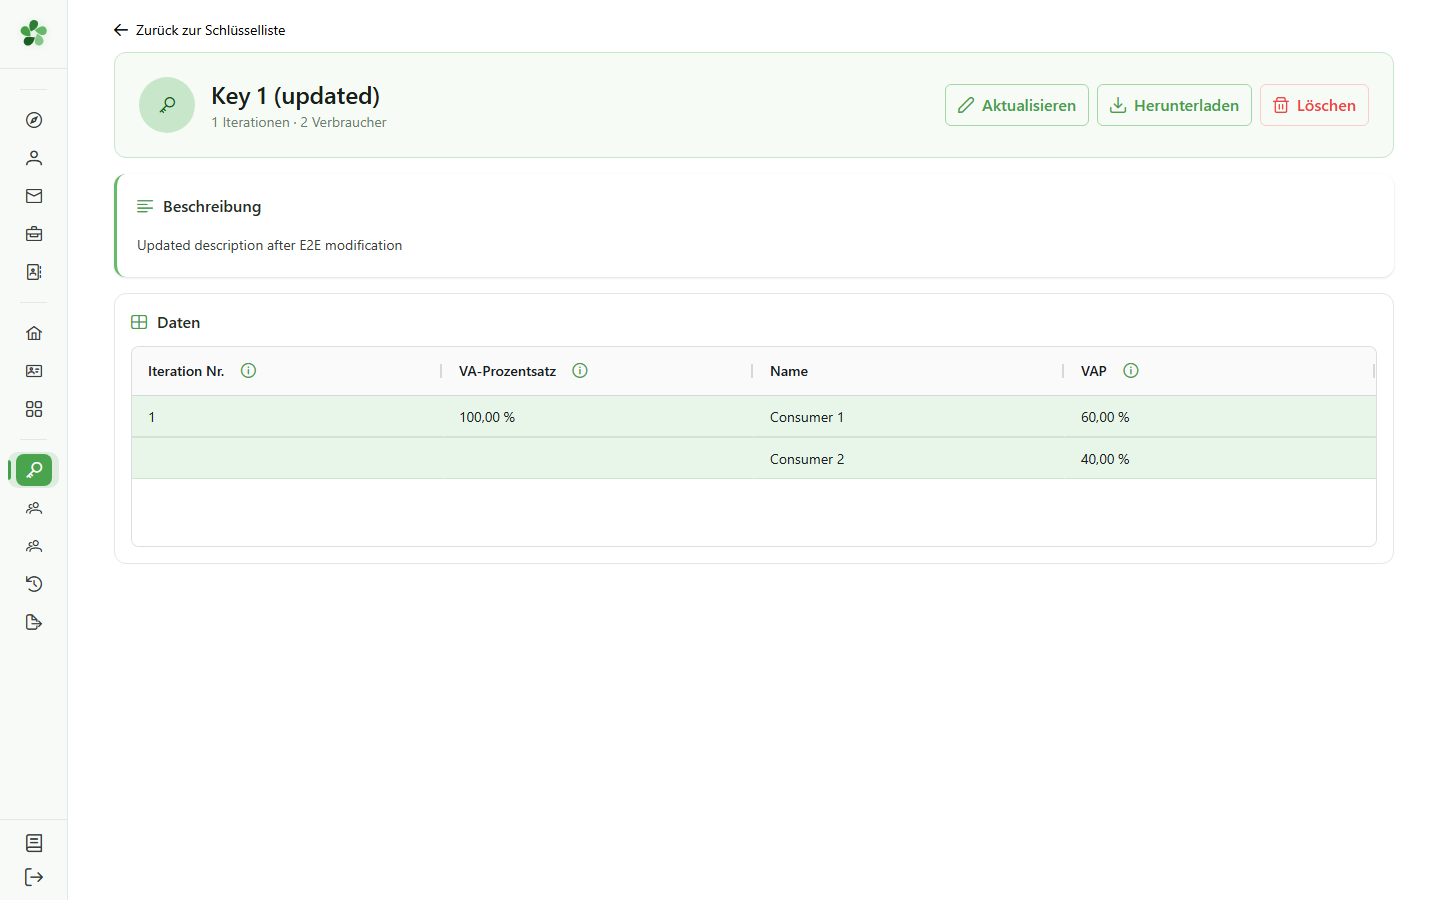 Zurück zur Schlüsselliste
Key 1 (updated)
1 Iterationen · 2 Verbraucher
Aktualisieren
Herunterladen
Löschen
Beschreibung
Updated description after E2E modification
Daten
Iteration Nr. VA-Prozentsatz Name VAP
1 100,00 % Consumer 1 60,00 %
Consumer 2 40,00 %